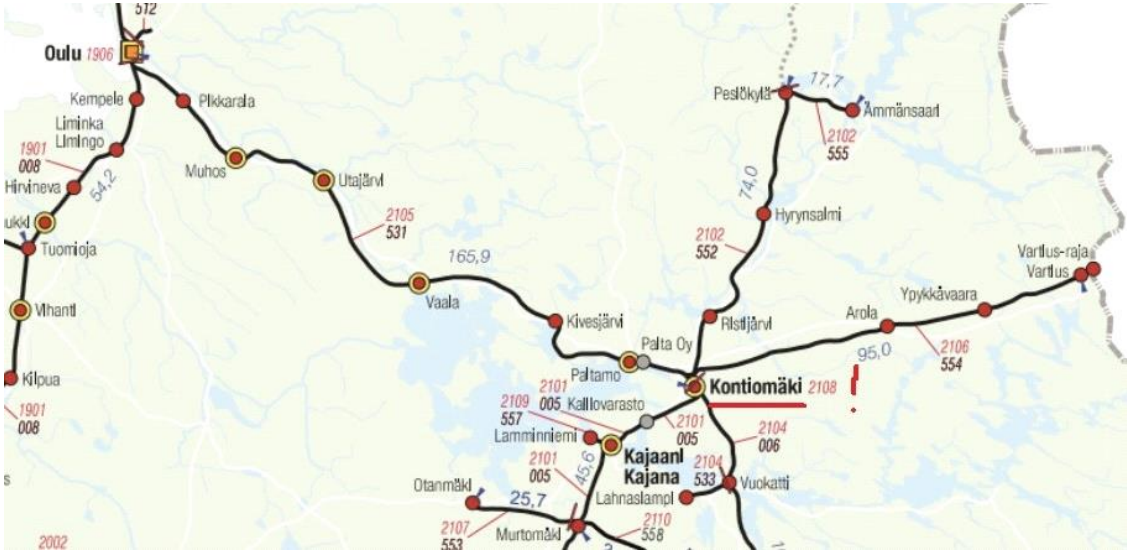 512
Oulu 1906
Kempele
Pikkarala
Liminka
Limingo
1901
008
54,2
Hirvineva
ukki
Tuomioja
Vihanti
Kilpua
1901
008
s
2002
Muhos
Utajärvi
2105
531
165,9
Vaala
Kivesjärvi
Paltamo
Palta Oy
Pesiökylä
17,7
Ämmänsaari
2102
555
74,0
Hyrynsalmi
2102
552
Ristijärvi
Vartius-raja
Vartius
Ypykkävaara
Arola
95,0
2106
554
Kontiomäki 2108
2101
005
Kalliovarasto
2109
557
Lamminniemi
2101
005
2104
006
Kajaani
Kajana
2101
005
45,6
2104
533
Vuokatti
Lahnaslampi
Otanmäki
25,7
2107
553
Murtomäki
2110
558